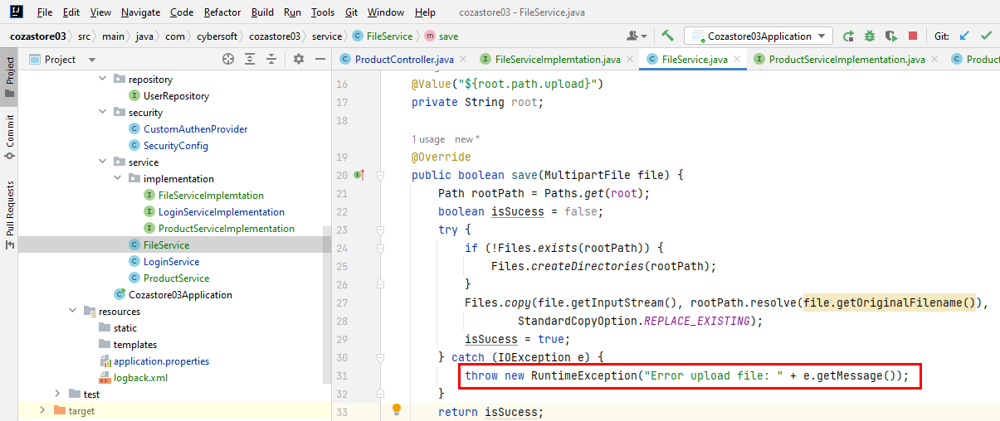 File Edit View Navigate Code Refactor Build Run Tools Git Window Help cozastore03 - FileService.java
cozastore03 src main java com cybersoft cozastore03 service FileService save Cozastore03Application Git:
Project ProductController.java FileServiceImplemtation.java FileService.java ProductServiceImplementation.java Product
Project
Commit
Pull Requests
repository
UserRepository
security
CustomAuthenProvider
SecurityConfig
service
implementation
FileServiceImplemtation
LoginServiceImplementation
ProductServiceImplementation
FileService
LoginService
ProductService
Cozastore03Application
resources
static
templates
application.properties
logback.xml
test
target
16 @Value("${root.path.upload}")
17 private String root;
18
1 usage new *
19 @Override
20 public boolean save(MultipartFile file) {
21 Path rootPath = Paths.get(root);
22 boolean isSucess = false;
23 try {
24 if (!Files.exists(rootPath)) {
25 Files.createDirectories(rootPath);
26 }
27 Files.copy(file.getInputStream(), rootPath.resolve(file.getOriginalFilename()),
28 StandardCopyOption.REPLACE_EXISTING);
29 isSucess = true;
30 } catch (IOException e) {
31 throw new RuntimeException("Error upload file: " + e.getMessage());
32 }
33 return isSucess;